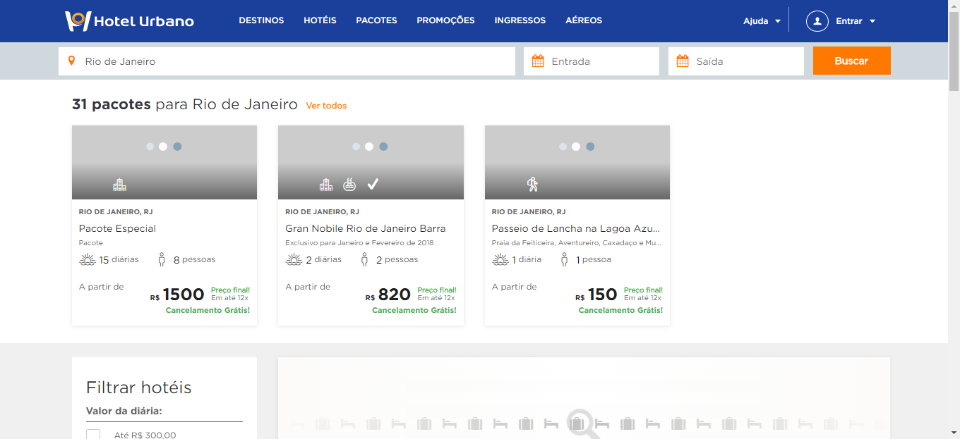 Hotel Urbano
DESTINOS HOTÉIS PACOTES PROMOÇÕES INGRESSOS AÉREOS
Ajuda Entrar
Rio de Janeiro Entrada Saída Buscar
31 pacotes para Rio de Janeiro Ver todos
RIO DE JANEIRO, RJ
Pacote Especial
Pacote
15 diárias 8 pessoas
A partir de
R$ 1500 Preço final!
Em até 12x
Cancelamento Grátis!
RIO DE JANEIRO, RJ
Gran Nobile Rio de Janeiro Barra
Exclusivo para Janeiro e Fevereiro de 2018
2 diárias 2 pessoas
A partir de
R$ 820 Preço final!
Em até 12x
Cancelamento Grátis!
RIO DE JANEIRO, RJ
Passeio de Lancha na Lagoa Azu...
Praia da Feiticeira, Aventureiro, Caxadaço e Mu...
1 diária 1 pessoa
A partir de
R$ 150 Preço final!
Em até 12x
Cancelamento Grátis!
Filtrar hotéis
Valor da diária:
Até R$ 300,00